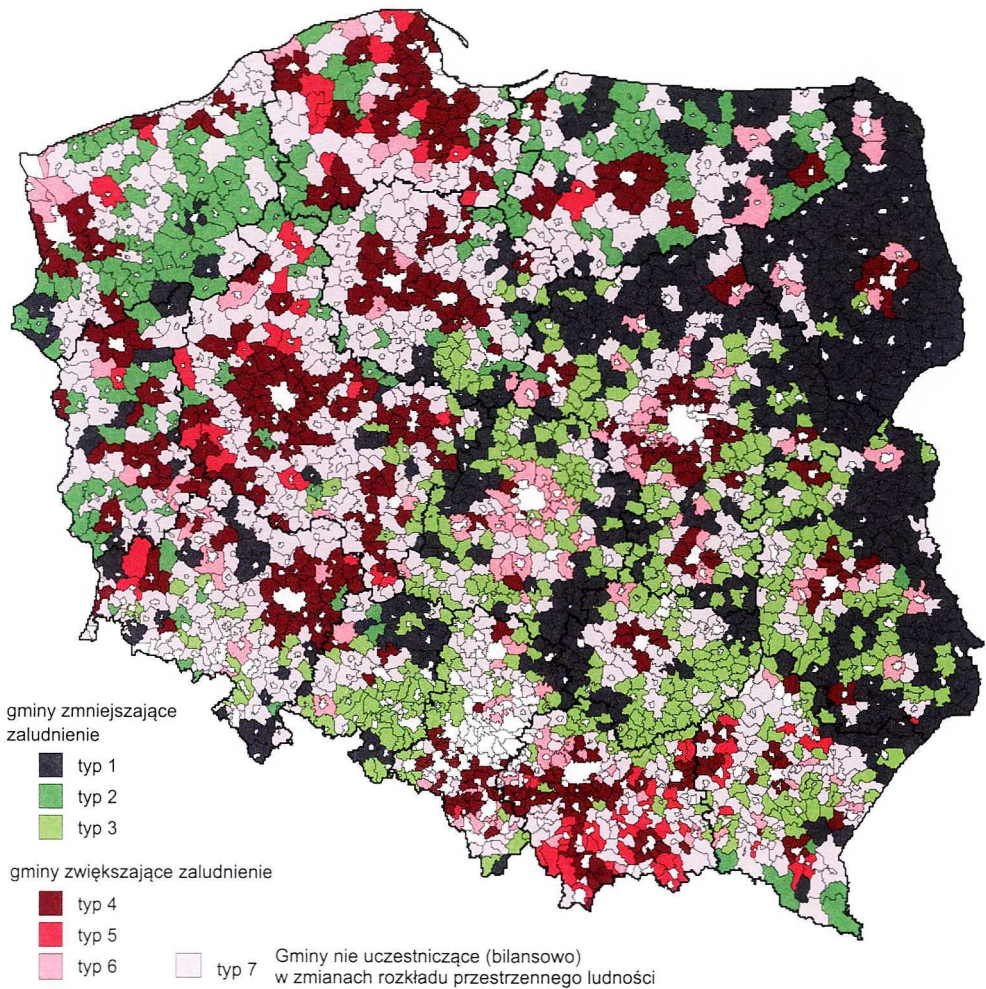 gminy zmniejszające
zaludnienie
typ 1
typ 2
typ 3
gminy zwiększające zaludnienie
typ 4
typ 5
typ 6
typ 7
Gminy nie uczestniczące (bilansowo)
w zmianach rozkładu przestrzennego ludności